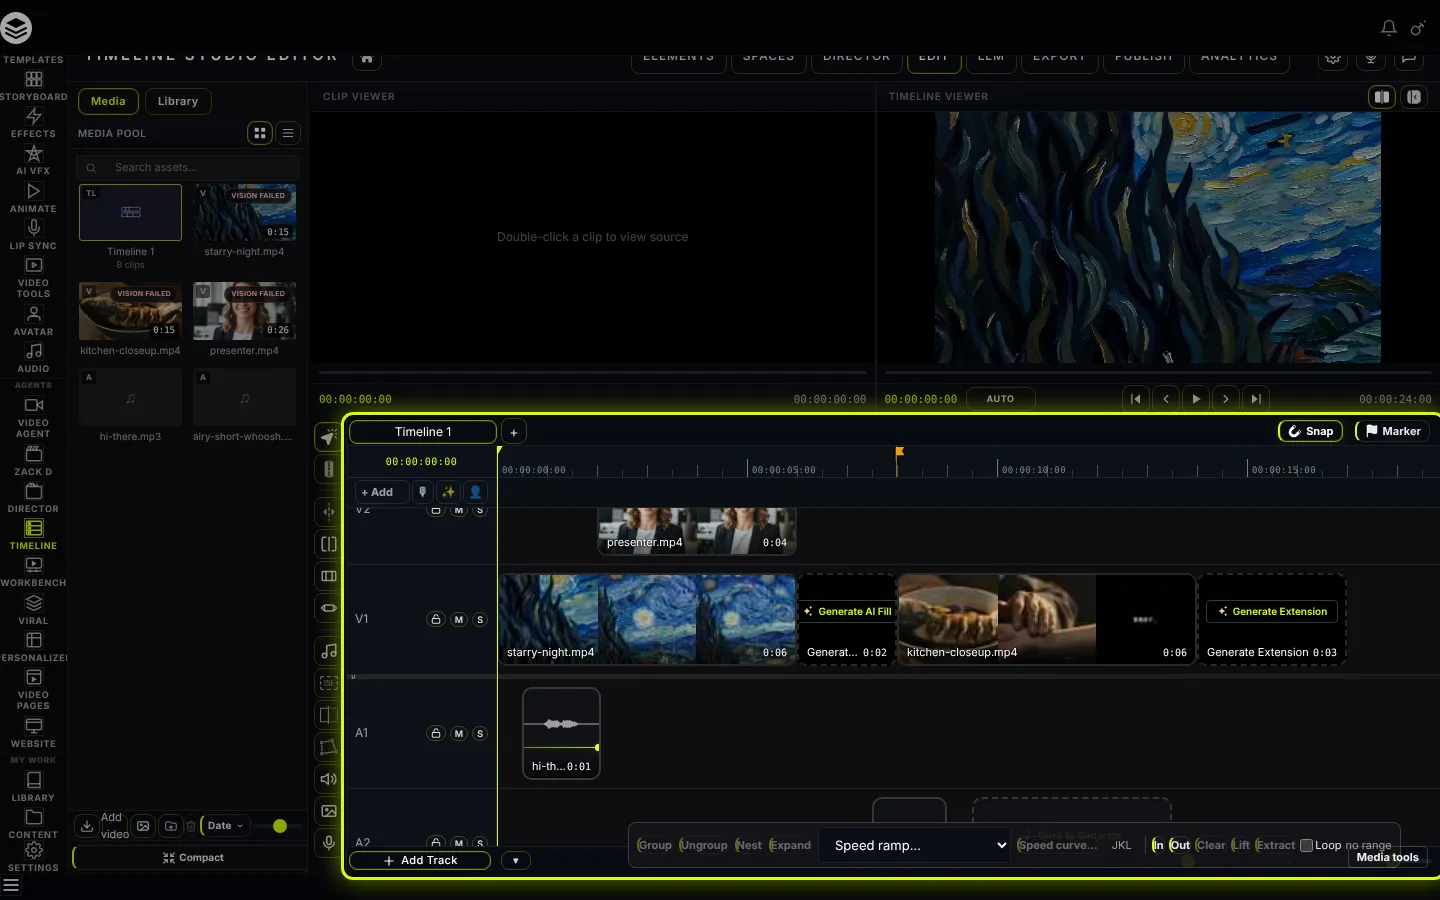 TEMPLATES
STORYBOARD
EFFECTS
AI VFX
ANIMATE
LIP SYNC
VIDEO
TOOLS
AVATAR
AUDIO
AGENTS
VIDEO
AGENT
ZACK D
DIRECTOR
TIMELINE
WORKBENCH
VIRAL
PERSONALIZE
VIDEO
PAGES
WEBSITE
MY WORK
LIBRARY
CONTENT
SETTINGS
TIMELINE STUDIO EDITOR
ELEMENTS SPACES DIRECTOR EDIT LLM EXPORT PUBLISH ANALYTICS
Media Library
MEDIA POOL
Search assets...
TL
Timeline 1
8 clips
V VISION FAILED
0:15
starry-night.mp4
V VISION FAILED
0:15
kitchen-closeup.mp4
V VISION FAILED
0:26
presenter.mp4
A
hi-there.mp3
A
airy-short-whoosh....
Add
video
Date
Compact
CLIP VIEWER
Double-click a clip to view source
00:00:00:00 00:00:00:00
TIMELINE VIEWER
00:00:00:00 AUTO 00:00:24:00
Timeline 1 + Snap Marker
00:00:00:00 00:00:00:00 00:00:05:00 00:00:10:00 00:00:15:00
+ Add
V2 M S
presenter.mp4 0:04
V1 M S
Generate AI Fill
Generate Extension
starry-night.mp4 0:06 Generat... 0:02 kitchen-closeup.mp4 0:06 Generate Extension 0:03
A1 M S
hi-th... 0:01
A2 M S
Group Ungroup Nest Expand Speed ramp... Speed curve... JKL In Out Clear Lift Extract Loop no range
Media tools
+ Add Track